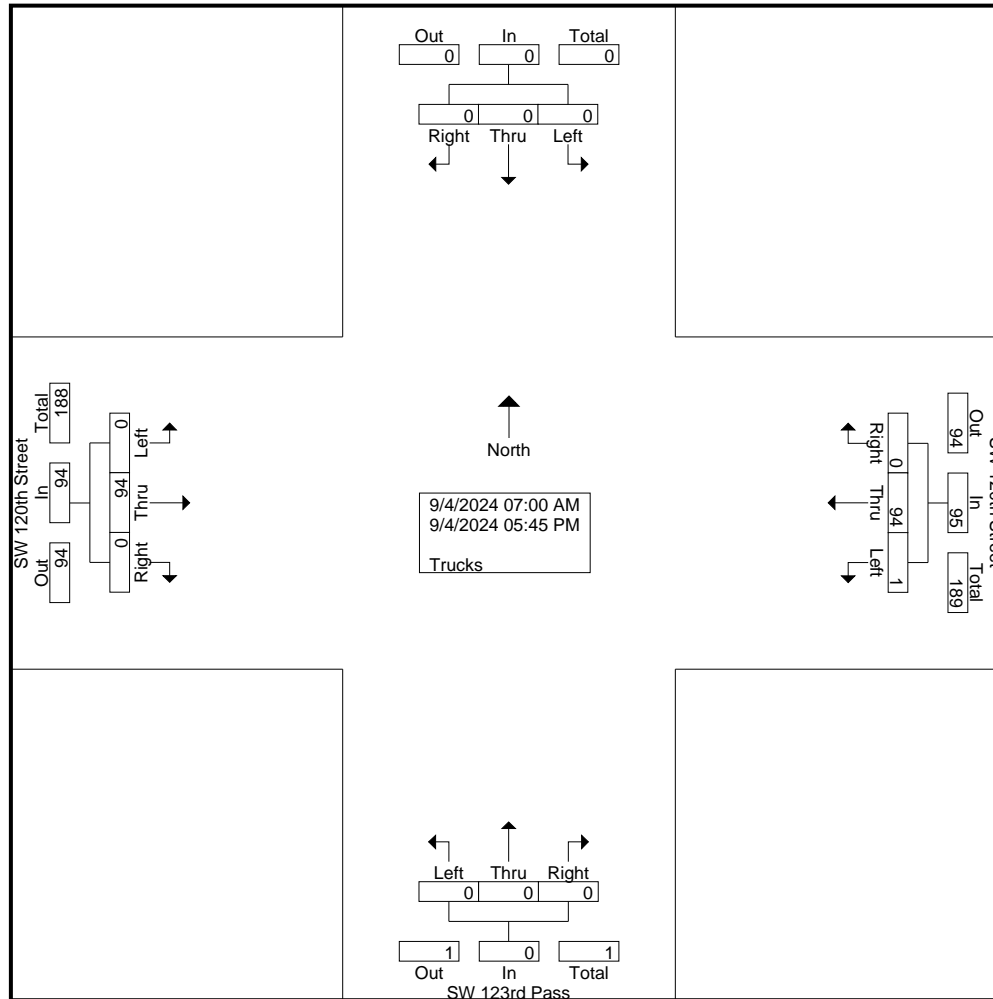 Out In Total
0 0 0
0 0 0
Right Thru Left
SW 120th Street
Total In Out
188 94 94
0 94 0
Left Thru Right
North
9/4/2024 07:00 AM
9/4/2024 05:45 PM
Trucks
Right Thru Left
0 94 1
Out In Total
94 95 189
Street
Left Thru Right
0 0 0
1 0 1
Out In Total
SW 123rd Pass